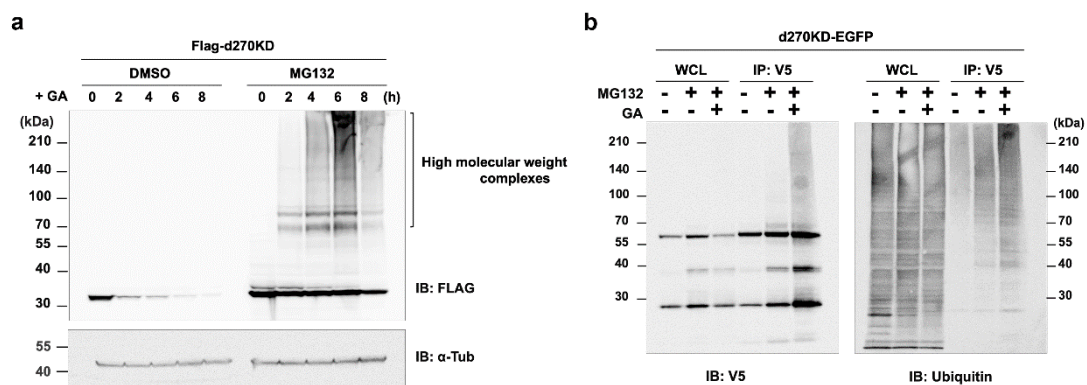 a
Flag-d270KD
DMSO MG132
+ GA 0 2 4 6 8 0 2 4 6 8 (h)
(kDa)
210
140
100
70
55
40
30
High molecular weight
complexes
IB: FLAG
55
40
IB: α-Tub
b
d270KD-EGFP
WCL IP: V5 WCL IP: V5
MG132 - + + - + + - + + - + +
GA - - + - - + - - + - - +
(kDa)
210
140
100
70
55
40
30
210
140
100
70
55
40
30
IB: V5 IB: Ubiquitin